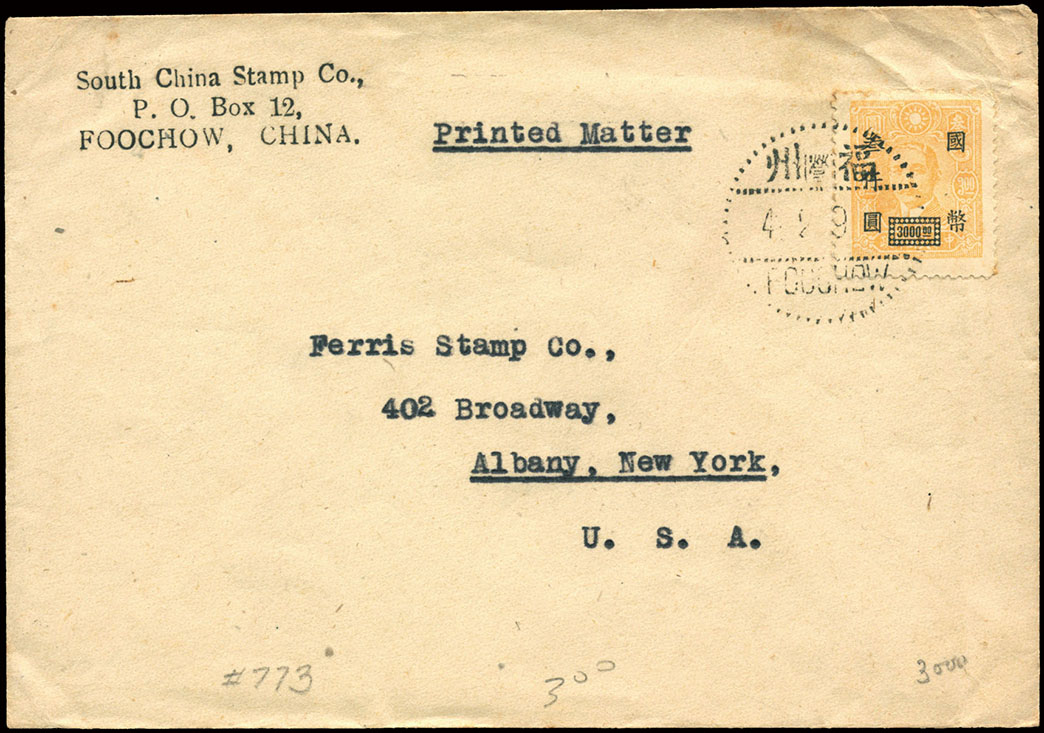 South China Stamp Co.,
P. O. Box 12,
FOOCHOW, CHINA.
Printed Matter
國幣
圓
3000.00
福 州
FOOCHOW
Ferris Stamp Co.,
402 Broadway,
Albany, New York,
U. S. A.
#773
300
3000